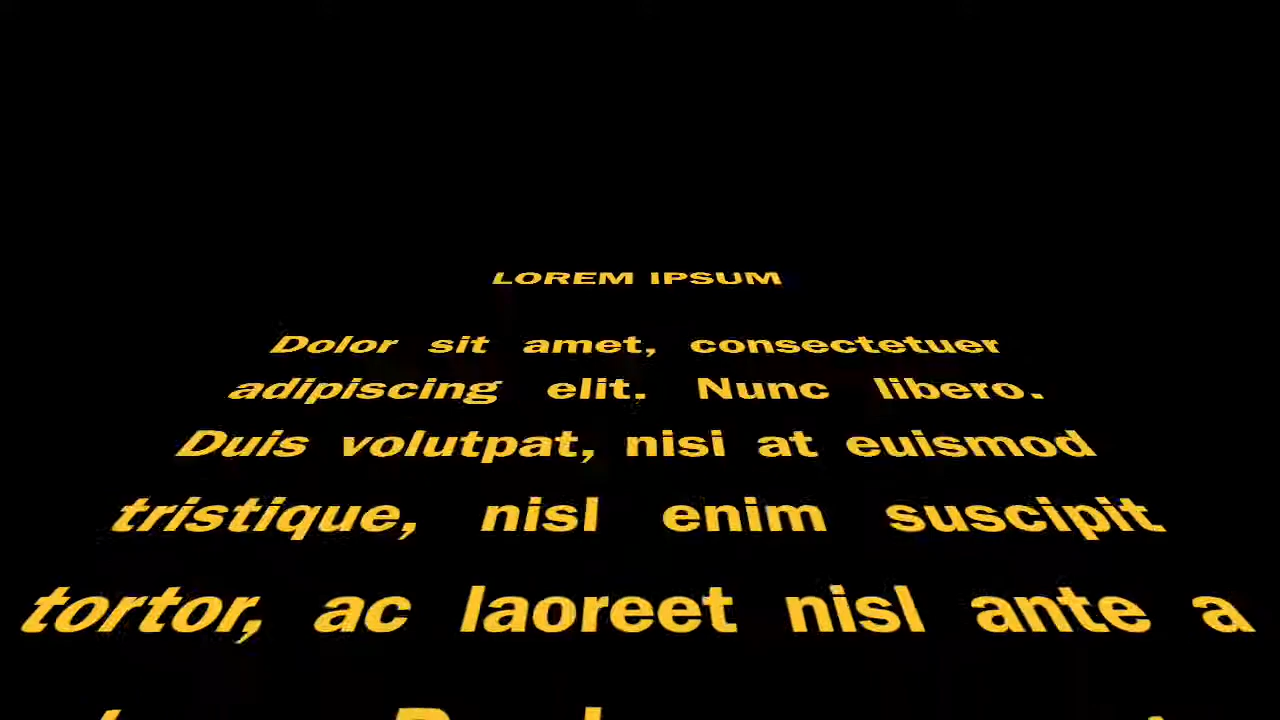 LOREM IPSUM
Dolor sit amet, consectetuer
adipiscing elit. Nunc libero.
Duis volutpat, nisi at euismod
tristique, nisl enim suscipit
tortor, ac laoreet nisl ante a